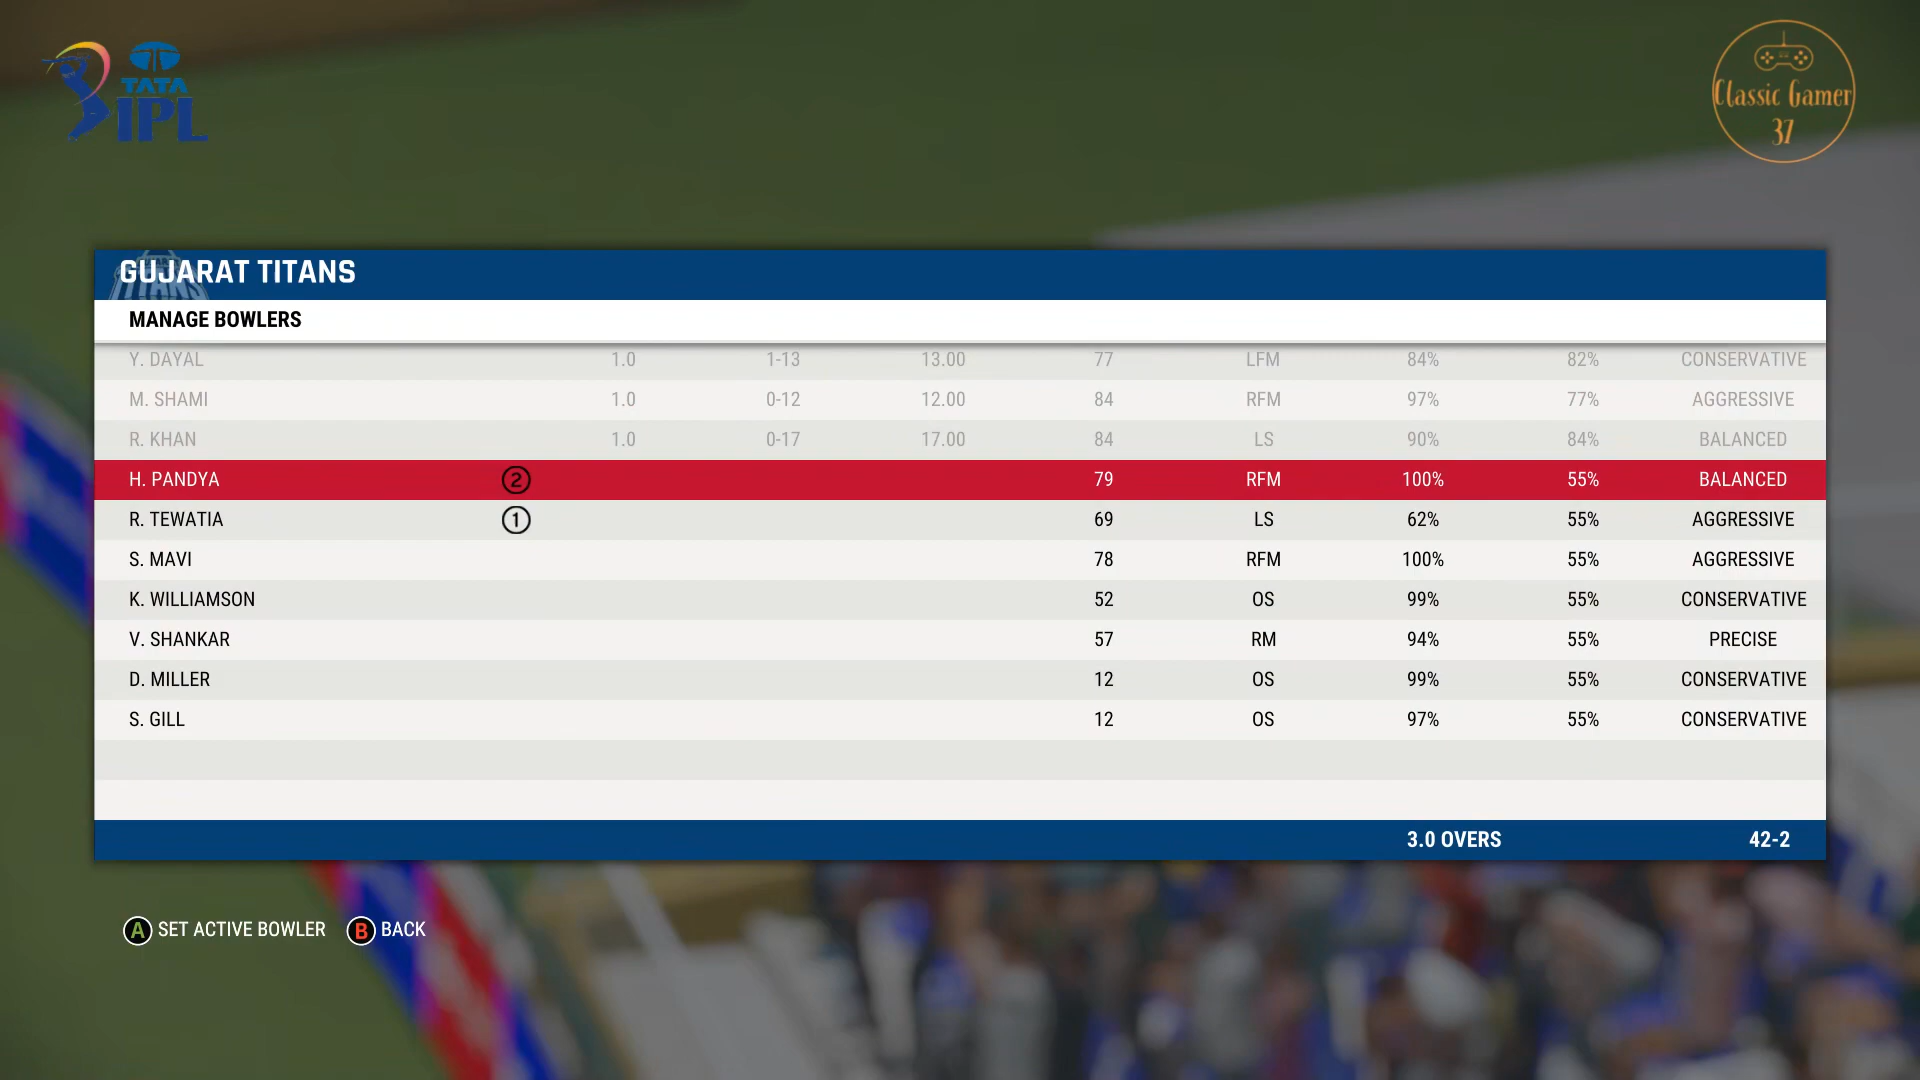 TATA
IPL
Classic Gamer
37
GUJARAT TITANS
TITANS
MANAGE BOWLERS
Y. DAYAL 1.0 1-13 13.00 77 LFM 84% 82% CONSERVATIVE
M. SHAMI 1.0 0-12 12.00 84 RFM 97% 77% AGGRESSIVE
R. KHAN 1.0 0-17 17.00 84 LS 90% 84% BALANCED
H. PANDYA 2 79 RFM 100% 55% BALANCED
R. TEWATIA 1 69 LS 62% 55% AGGRESSIVE
S. MAVI 78 RFM 100% 55% AGGRESSIVE
K. WILLIAMSON 52 OS 99% 55% CONSERVATIVE
V. SHANKAR 57 RM 94% 55% PRECISE
D. MILLER 12 OS 99% 55% CONSERVATIVE
S. GILL 12 OS 97% 55% CONSERVATIVE
3.0 OVERS 42-2
A SET ACTIVE BOWLER B BACK